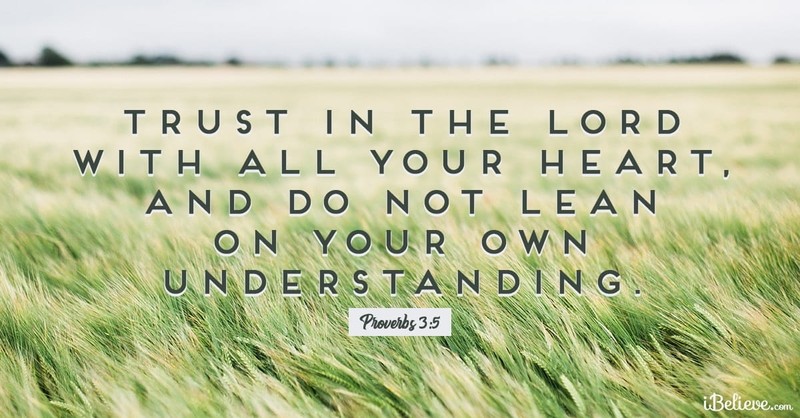 TRUST IN THE LORD
WITH ALL YOUR HEART,
AND DO NOT LEAN
ON YOUR OWN
UNDERSTANDING.
Proverbs 3:5
iBelieve.com